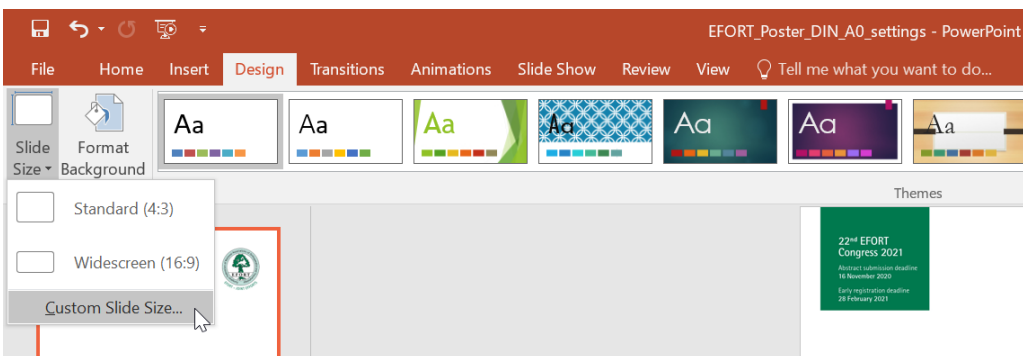 EFORT_Poster_DIN_A0_settings - PowerPoint
File Home Insert Design Transitions Animations Slide Show Review View Tell me what you want to do...
Aa Aa Aa Aa Aa Aa Aa
Slide Size
Format Background
Themes
Standard (4:3)
Widescreen (16:9)
Custom Slide Size...
EFORT
22nd EFORT
Congress 2021
Abstract submission deadline
16 November 2020
Early registration deadline
28 February 2021